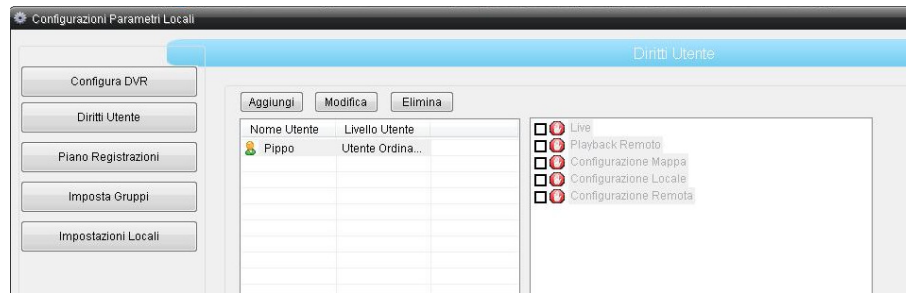 Configurazioni Parametri Locali
Diritti Utente
Configura DVR
Diritti Utente
Piano Registrazioni
Imposta Gruppi
Impostazioni Locali
Aggiungi Modifica Elimina
Nome Utente Livello Utente
Pippo Utente Ordina...
Live
Playback Remoto
Configurazione Mappa
Configurazione Locale
Configurazione Remota